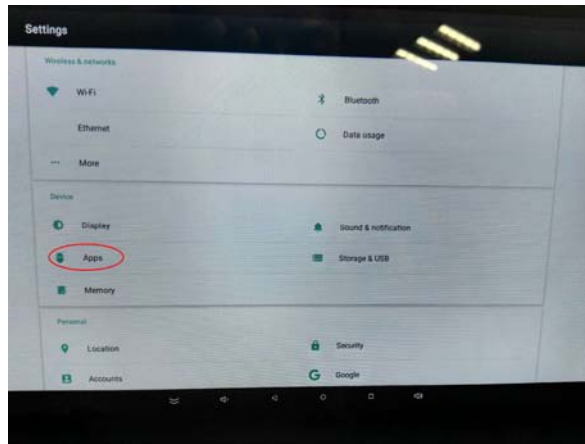 Settings
Wireless & networks
Wi-Fi
Bluetooth
Ethernet
Data usage
More
Device
Display
Sound & notification
Apps
Storage & USB
Memory
Personal
Location
Security
Accounts
Google